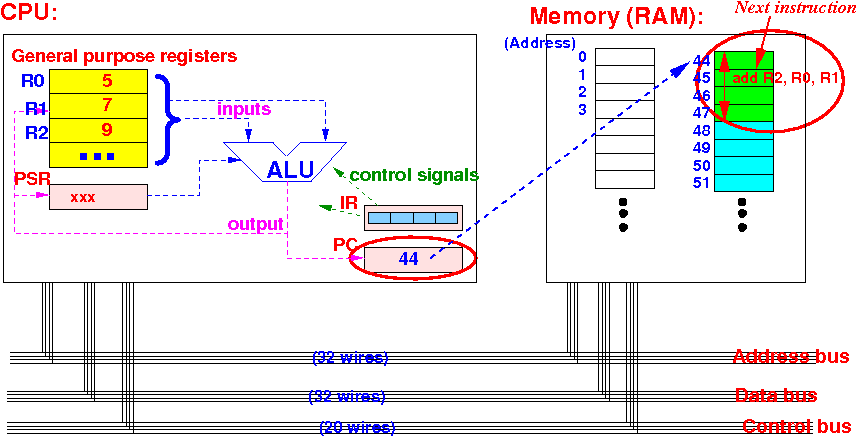 CPU:
Memory (RAM):
Next instruction
General purpose registers
(Address)
R0 5
R1 7
R2 9
PSR
xxx
inputs
ALU
control signals
output
IR
PC
44
0
1
2
3
44
45 add R2, R0, R1
46
47
48
49
50
51
(32 wires) Address bus
(32 wires) Data bus
(20 wires) Control bus